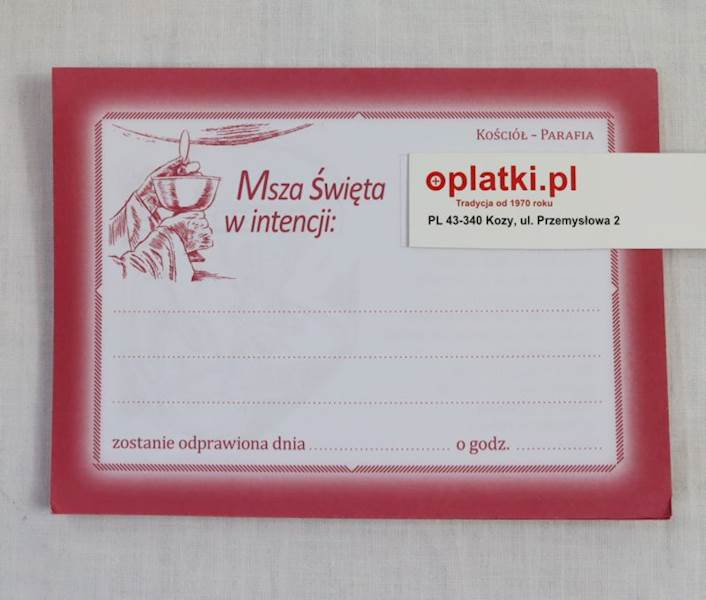 Kościół - Parafia
oplatki.pl
Tradycja od 1970 roku
PL 43-340 Kozy, ul. Przemysłowa 2
Msza Święta
w intencji:
zostanie odprawiona dnia ........................ o godz. ................